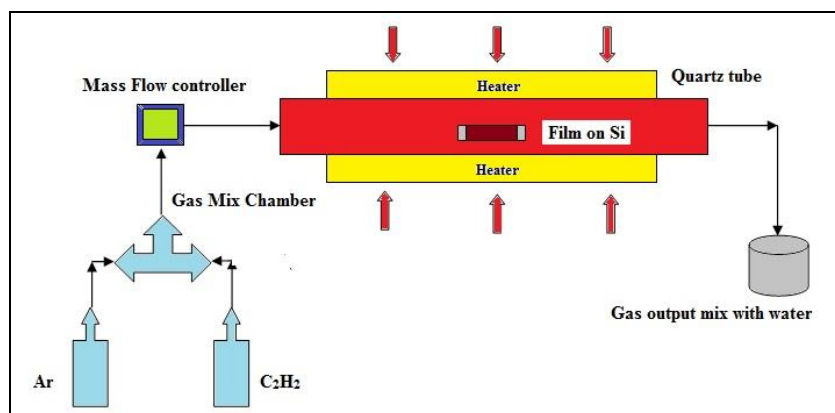 Mass Flow controller
Heater
Quartz tube
Film on Si
Heater
Gas Mix Chamber
Gas output mix with water
Ar
C₂H₂